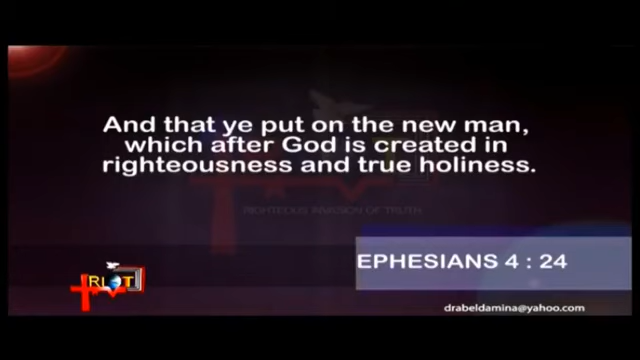 And that ye put on the new man,
which after God is created in
righteousness and true holiness.
RIGHTEOUS INVASION OF TRUTH
EPHESIANS 4 : 24
RIOT
drabeldamina@yahoo.com